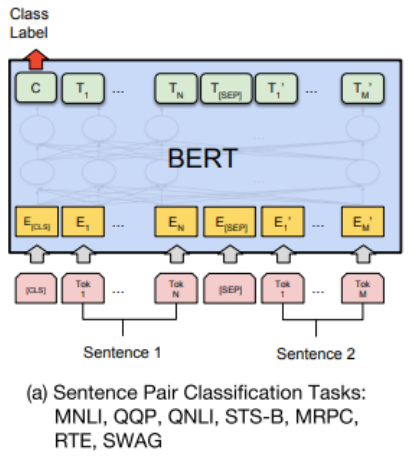 Class
Label
C T1 ... TN T[SEP] T1' ... TM'
BERT
E[CLS] E1 ... EN E[SEP] E1' ... EM'
[CLS] Tok 1 ... Tok N [SEP] Tok 1 ... Tok M
Sentence 1 Sentence 2
(a) Sentence Pair Classification Tasks:
MNLI, QQP, QNLI, STS-B, MRPC,
RTE, SWAG